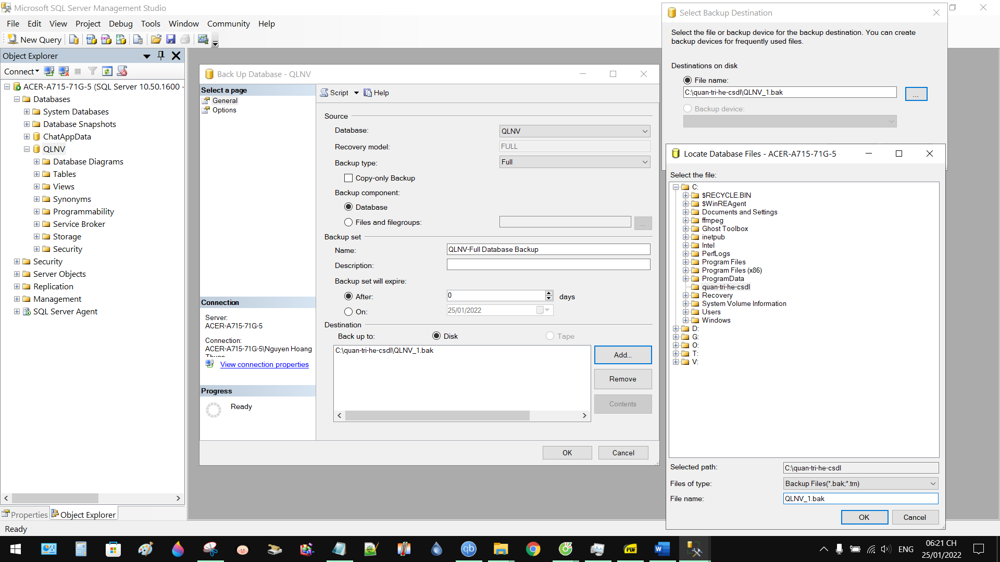 Microsoft SQL Server Management Studio
File Edit View Project Debug Tools Window Community Help
New Query
Object Explorer
Connect
ACER-A715-71G-5 (SQL Server 10.50.1600 -
Databases
System Databases
Database Snapshots
ChatAppData
QLNV
Database Diagrams
Tables
Views
Synonyms
Programmability
Service Broker
Storage
Security
Security
Server Objects
Replication
Management
SQL Server Agent
Properties
Object Explorer
Ready
Back Up Database - QLNV
Select a page
General
Options
Connection
Server:
ACER-A715-71G-5
Connection:
ACER-A715-71G-5\Nguyen Hoang
View connection properties
Progress
Ready
Script
Help
Source
Database:
QLNV
Recovery model:
FULL
Backup type:
Full
Copy-only Backup
Backup component:
Database
Files and filegroups:
...
Backup set
Name:
QLNV-Full Database Backup
Description:
Backup set will expire:
After:
0
days
On:
25/01/2022
Destination
Back up to:
Disk
Tape
C:\quan-tri-he-csdl\QLNV_1.bak
Add...
Remove
Contents
OK
Cancel
Select Backup Destination
Select the file or backup device for the backup destination. You can create
backup devices for frequently used files.
Destinations on disk
File name:
C:\quan-tri-he-csdl\QLNV_1.bak
...
Backup device:
Locate Database Files - ACER-A715-71G-5
Select the file:
C:
$RECYCLE.BIN
$WinREAgent
Documents and Settings
ffmpeg
Ghost Toolbox
inetpub
Intel
PerfLogs
Program Files
Program Files (x86)
ProgramData
quan-tri-he-csdl
Recovery
System Volume Information
Users
Windows
D:
G:
O:
T:
V:
Selected path:
C:\quan-tri-he-csdl
Files of type:
Backup Files(*.bak;*.trn)
File name:
QLNV_1.bak
OK
Cancel
qb
PDF
W
ENG
06:21 CH
25/01/2022